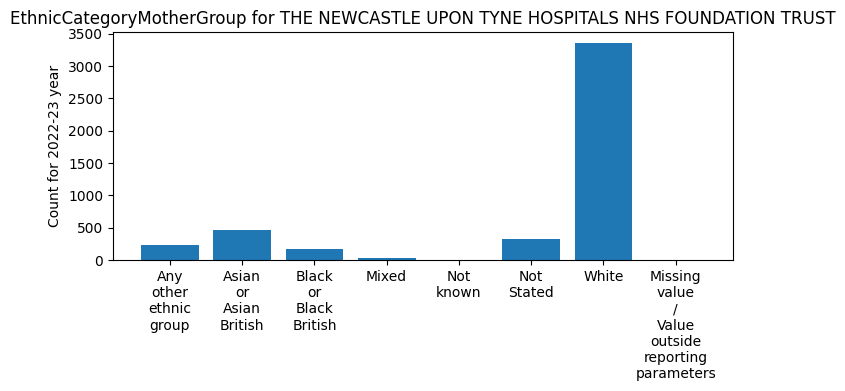 EthnicCategoryMotherGroup for THE NEWCASTLE UPON TYNE HOSPITALS NHS FOUNDATION TRUST
Count for 2022-23 year
3500
3000
2500
2000
1500
1000
500
0
Any
other
ethnic
group
Asian
or
Asian
British
Black
or
Black
British
Mixed
Not
known
Not
Stated
White
Missing
value
/
Value
outside
reporting
parameters